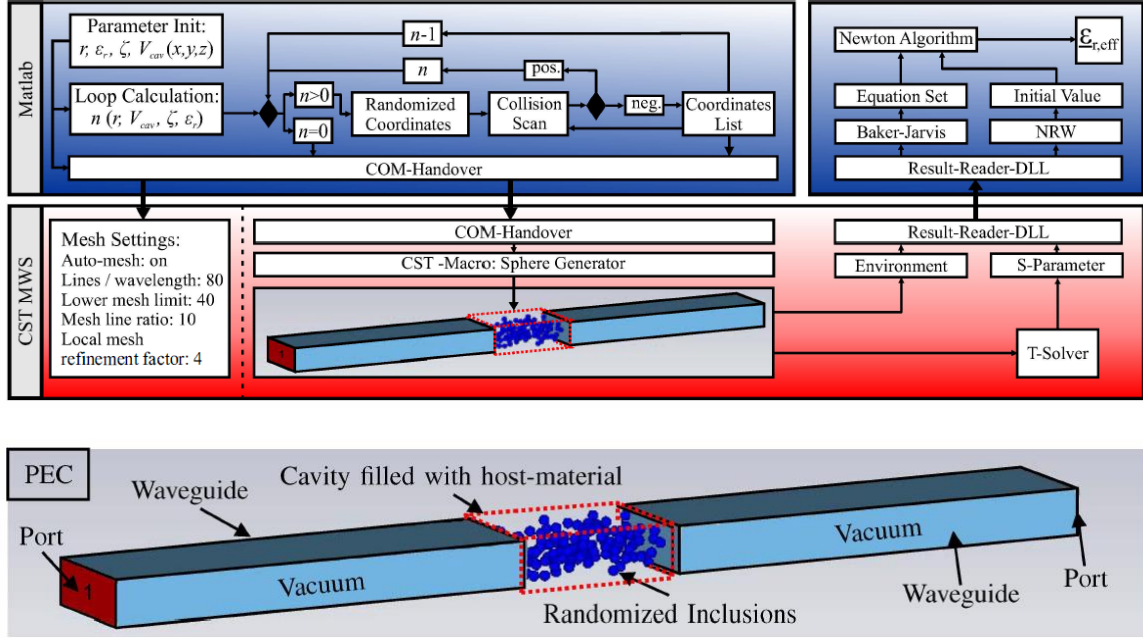 Matlab
Parameter Init:
r, εr, ζ, Vcav (x,y,z)
Loop Calculation:
n (r, Vcav, ζ, εr)
n-1
n
pos.
n>0
n=0
Randomized
Coordinates
Collision
Scan
neg.
Coordinates
List
COM-Handover
Newton Algorithm
εr,eff
Equation Set
Initial Value
Baker-Jarvis
NRW
Result-Reader-DLL
CST MWS
Mesh Settings:
Auto-mesh: on
Lines / wavelength: 80
Lower mesh limit: 40
Mesh line ratio: 10
Local mesh
refinement factor: 4
COM-Handover
CST -Macro: Sphere Generator
1
Result-Reader-DLL
Environment
S-Parameter
T-Solver
PEC
Cavity filled with host-material
Waveguide
Port
1
Vacuum
Vacuum
Randomized Inclusions
Waveguide
Port